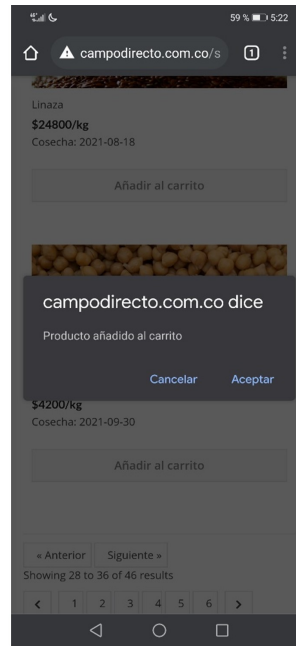 59 % 5:22
campodirecto.com.co/s 1
Linaza
$24800/kg
Cosecha: 2021-08-18
Añadir al carrito
campodirecto.com.co dice
Producto añadido al carrito
Cancelar Aceptar
$4200/kg
Cosecha: 2021-09-30
Añadir al carrito
« Anterior Siguiente »
Showing 28 to 36 of 46 results
‹ 1 2 3 4 5 6 ›